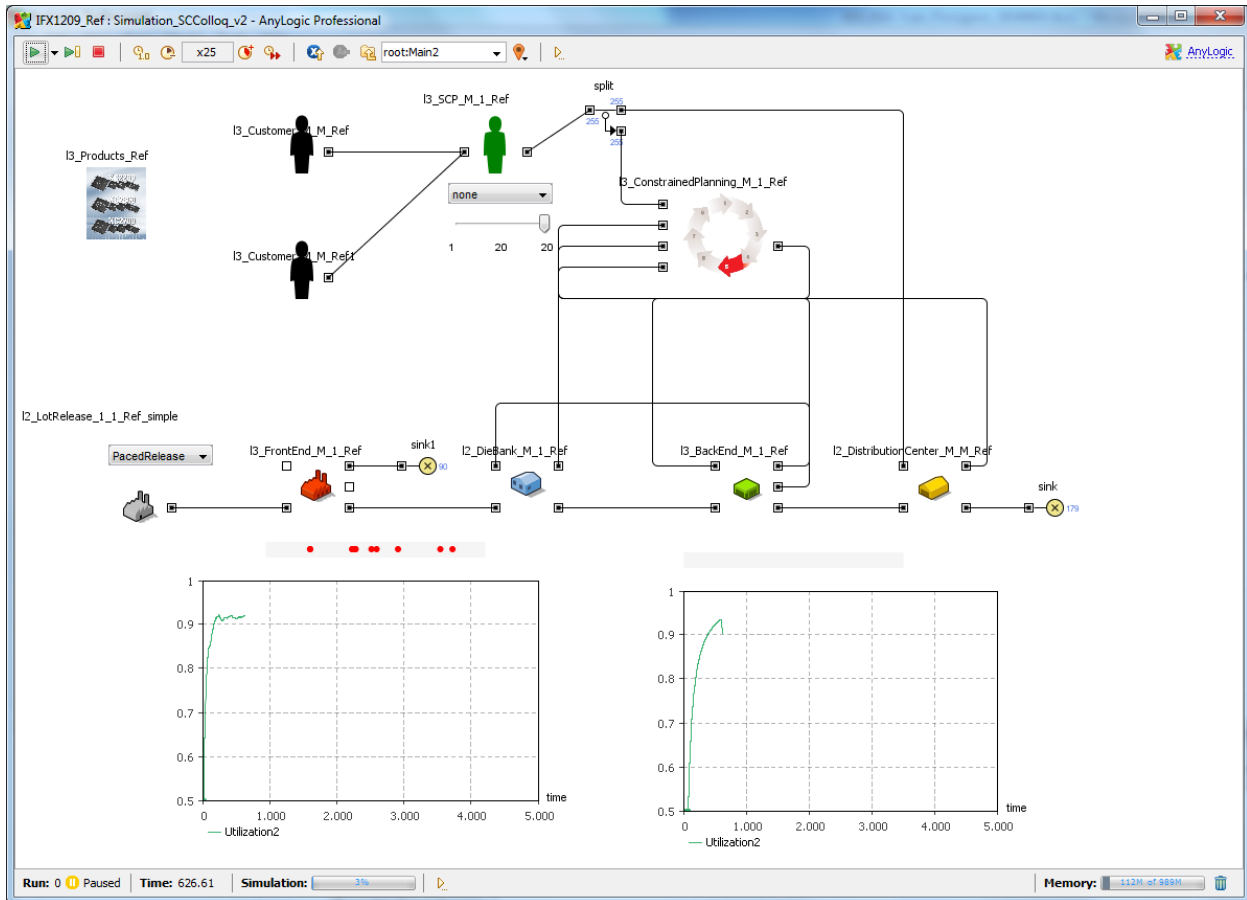 IFX1209_Ref : Simulation_SCColloq_v2 - AnyLogic Professional
x25
root:Main2
AnyLogic
split
l3_SCP_M_1_Ref
255
255
255
l3_Customer_M_M_Ref
l3_Products_Ref
l3_ConstrainedPlanning_M_1_Ref
none
1 20 20
l3_Customer_M_M_Ref1
l2_LotRelease_1_1_Ref_simple
PacedRelease
l3_FrontEnd_M_1_Ref
sink1
90
l2_DieBank_M_1_Ref
l3_BackEnd_M_1_Ref
l2_DistributionCenter_M_M_Ref
sink
179
1
0.9
0.8
0.7
0.6
0.5
0 1.000 2.000 3.000 4.000 5.000
time
Utilization2
1
0.9
0.8
0.7
0.6
0.5
0 1.000 2.000 3.000 4.000 5.000
time
Utilization2
Run: 0 Paused Time: 626.61 Simulation: 3% Memory: 112M of 989M